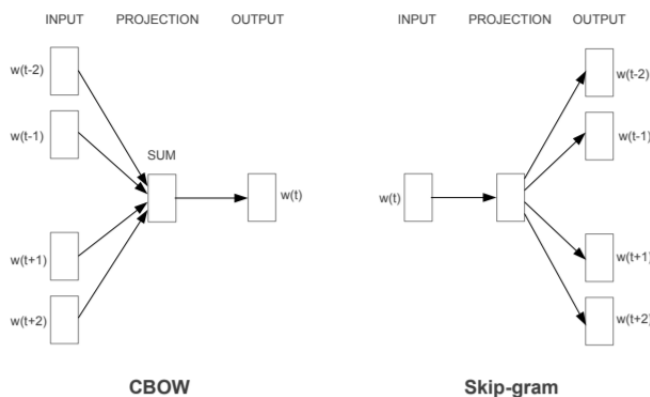 INPUT PROJECTION OUTPUT
w(t-2)
w(t-1)
SUM
w(t)
w(t+1)
w(t+2)
CBOW
INPUT PROJECTION OUTPUT
w(t-2)
w(t-1)
w(t)
w(t+1)
w(t+2)
Skip-gram